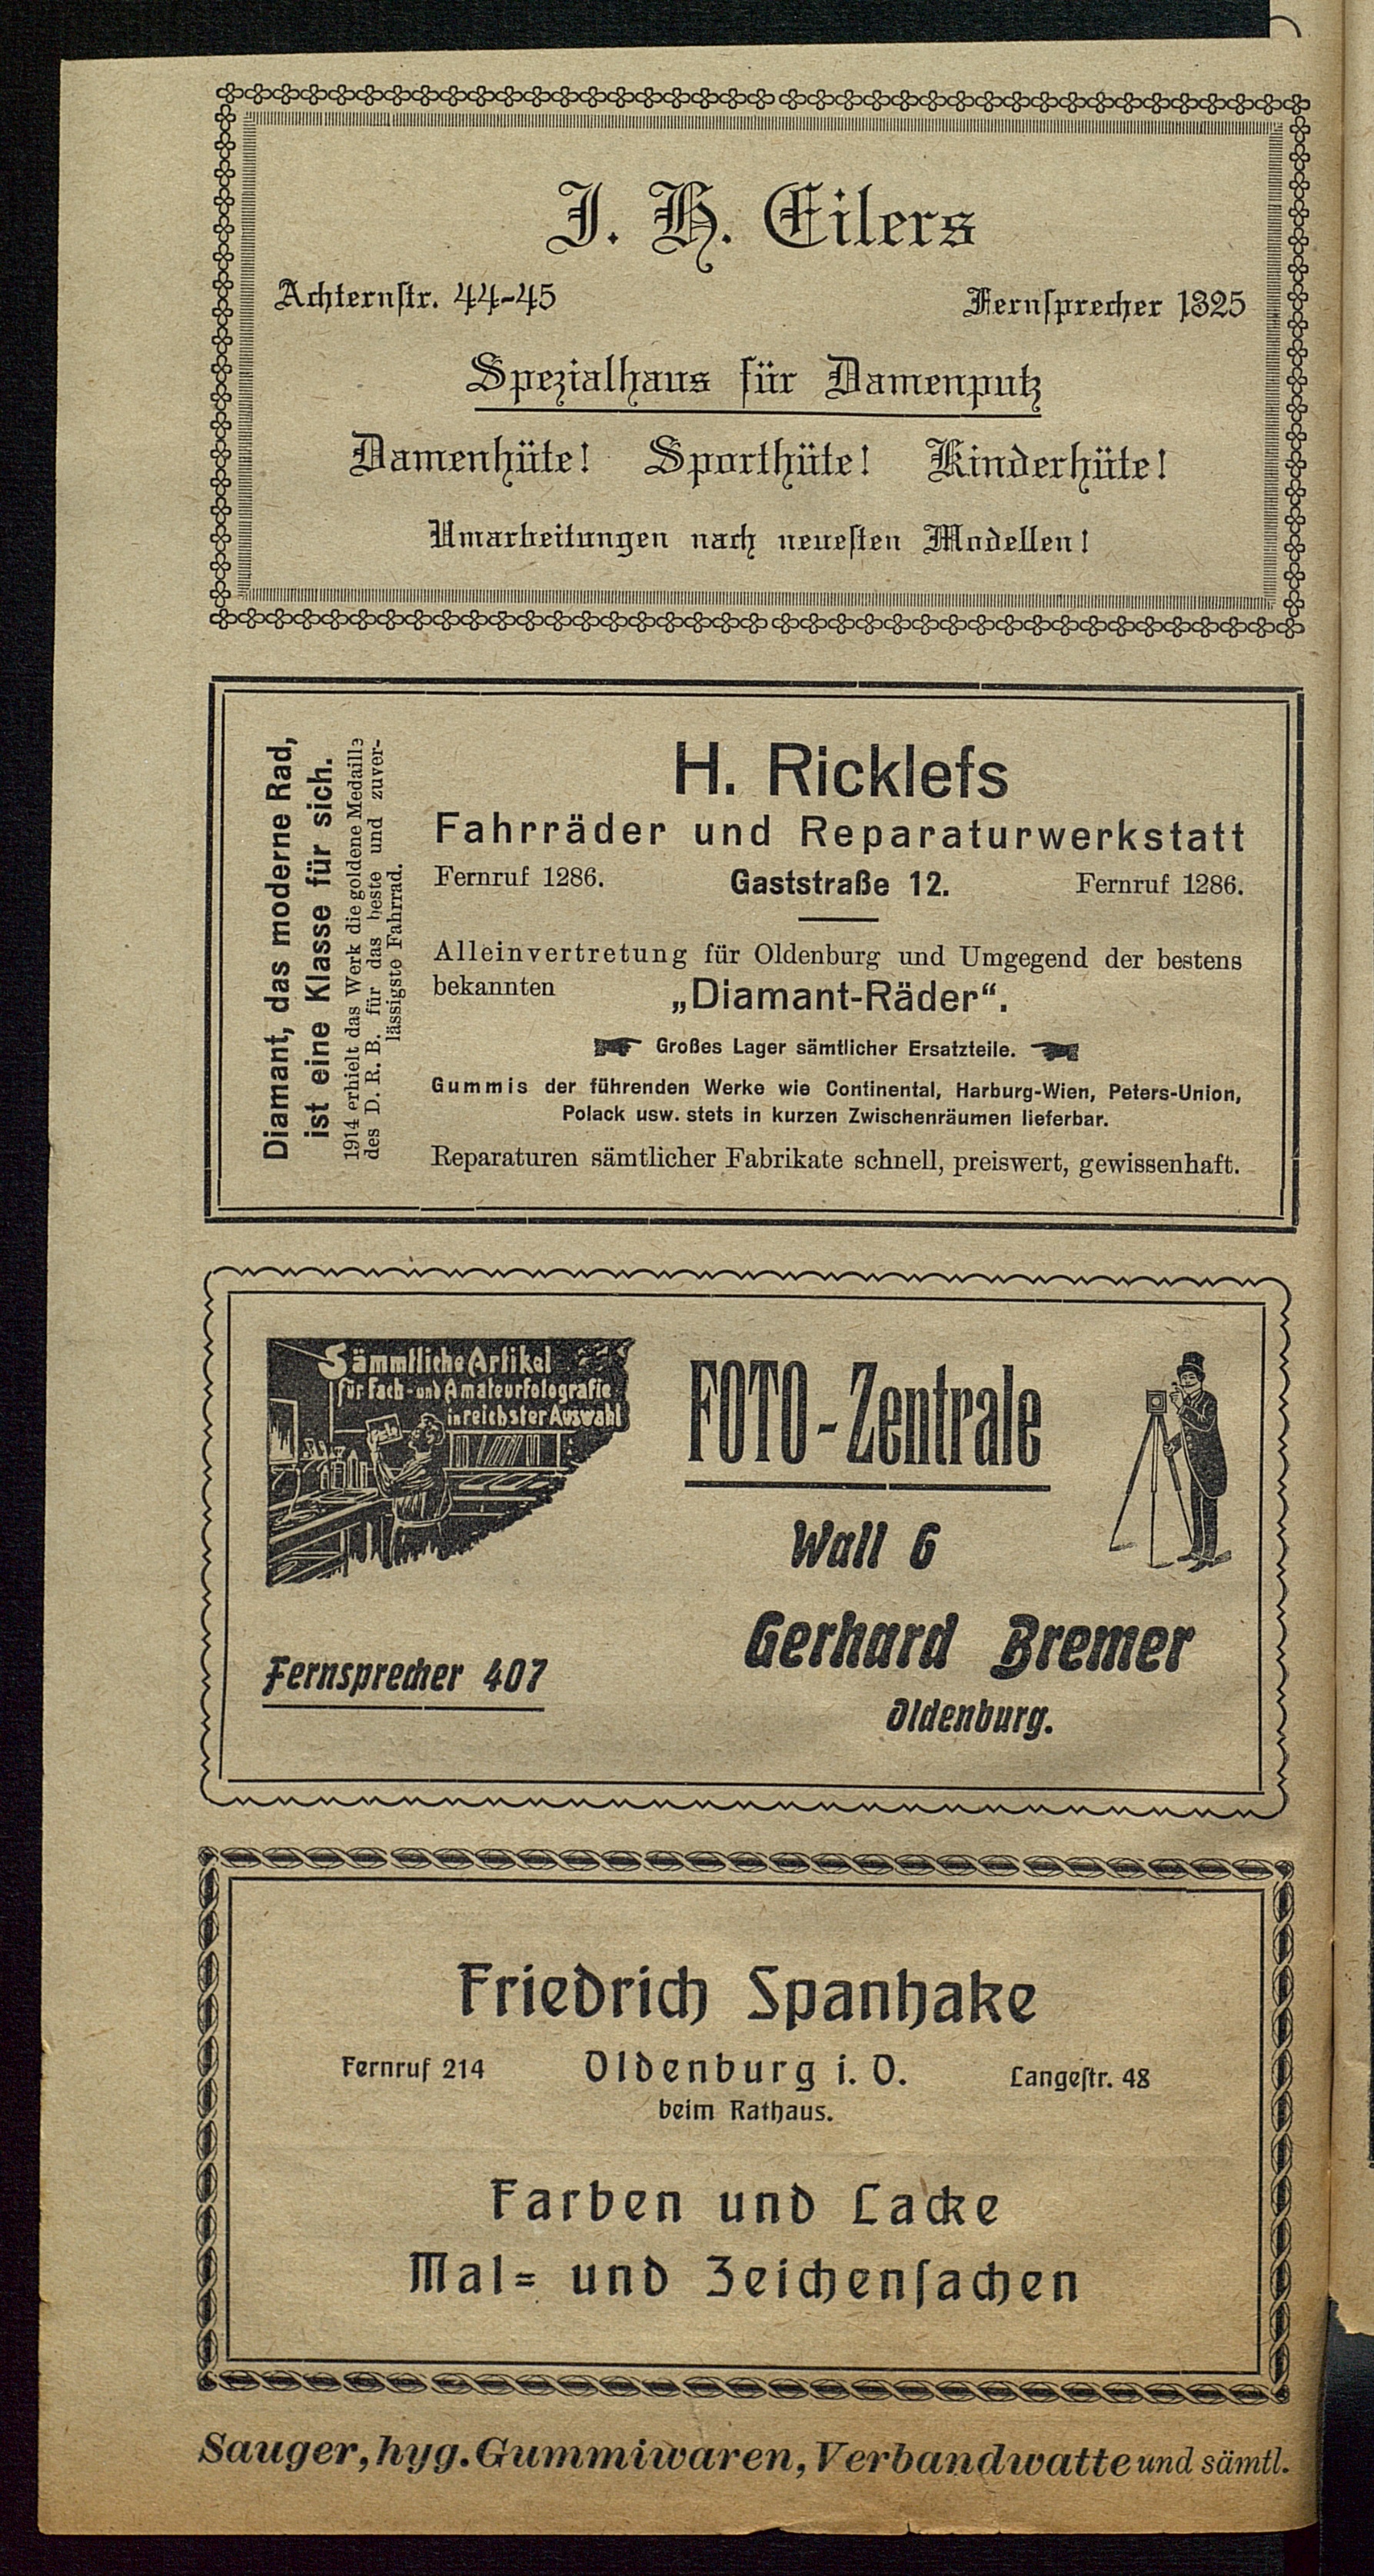 J. H. Eilers
Achternstr. 44-45 Fernsprecher 1325
Spezialhaus für Damenputz
Damenhüte! Sporthüte! Kinderhüte!
Umarbeitungen nach neuesten Modellen!
Diamant, das moderne Rad,
ist eine Klasse für sich.
1914 erhielt das Werk die goldene Medaille
des D. R. B. für das beste und zuver-
lässigste Fahrrad.
H. Ricklefs
Fahrräder und Reparaturwerkstatt
Fernruf 1286. Gaststraße 12. Fernruf 1286.
Alleinvertretung für Oldenburg und Umgegend der bestens
bekannten „Diamant-Räder“.
Großes Lager sämtlicher Ersatzteile.
Gummis der führenden Werke wie Continental, Harburg-Wien, Peters-Union,
Polack usw. stets in kurzen Zwischenräumen lieferbar.
Reparaturen sämtlicher Fabrikate schnell, preiswert, gewissenhaft.
Sämmtliche Artikel
für Fach- und Amateurfotografie
in reichster Auswahl
FOTO-Zentrale
Wall 6
Gerhard Bremer
Fernsprecher 407
Oldenburg.
Friedrich Spanhake
Fernruf 214 Oldenburg i. O. Langestr. 48
beim Rathaus.
Farben und Lacke
Mal= und Zeichensachen
Sauger, hyg. Gummiwaren, Verbandwatte und sämtl.